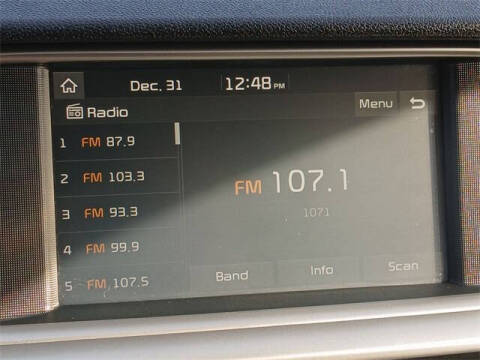 Dec. 31 12:48 PM
Radio
Menu
1 FM 87.9
2 FM 103.3
3 FM 93.3
4 FM 99.9
5 FM 107.5
FM 107.1
1071
Band Info Scan